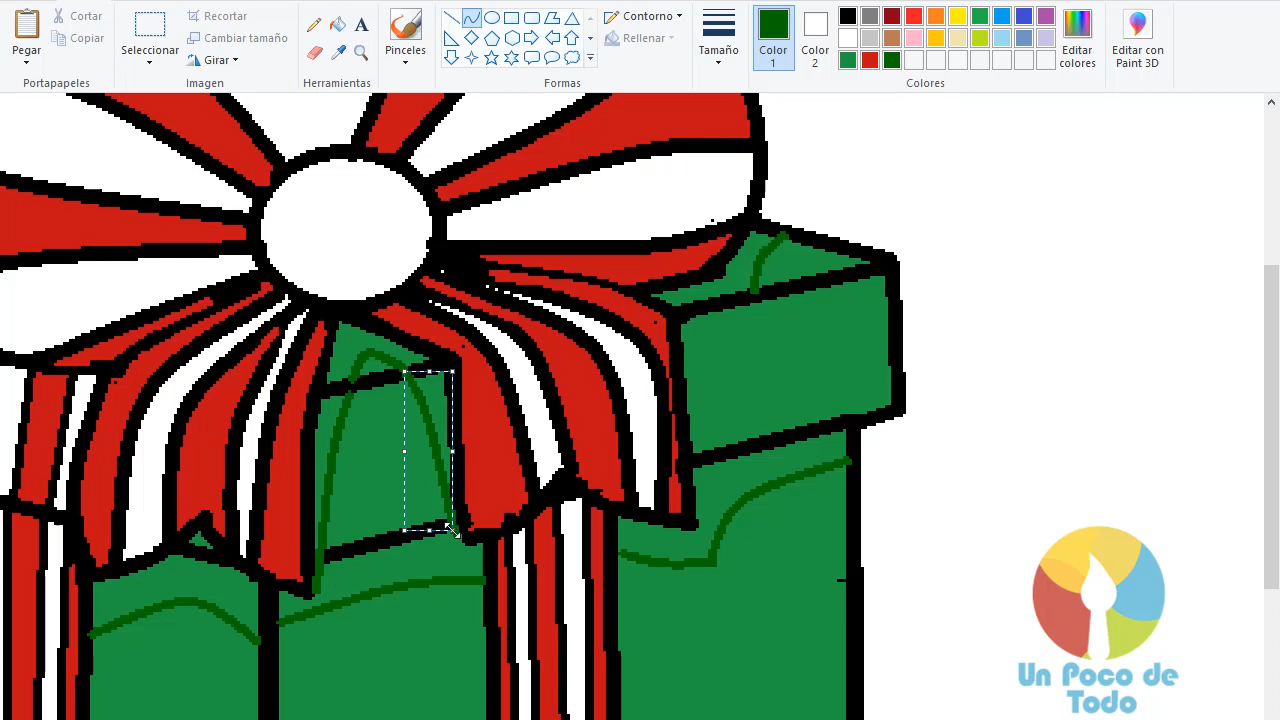 Pegar
Cortar
Copiar
Portapapeles
Seleccionar
Recortar
Cambiar tamaño
Girar
Imagen
A
Herramientas
Pinceles
Contorno
Rellenar
Formas
Tamaño
Color
1
Color
2
Editar
colores
Editar con
Paint 3D
Colores
Un Poco de
Todo